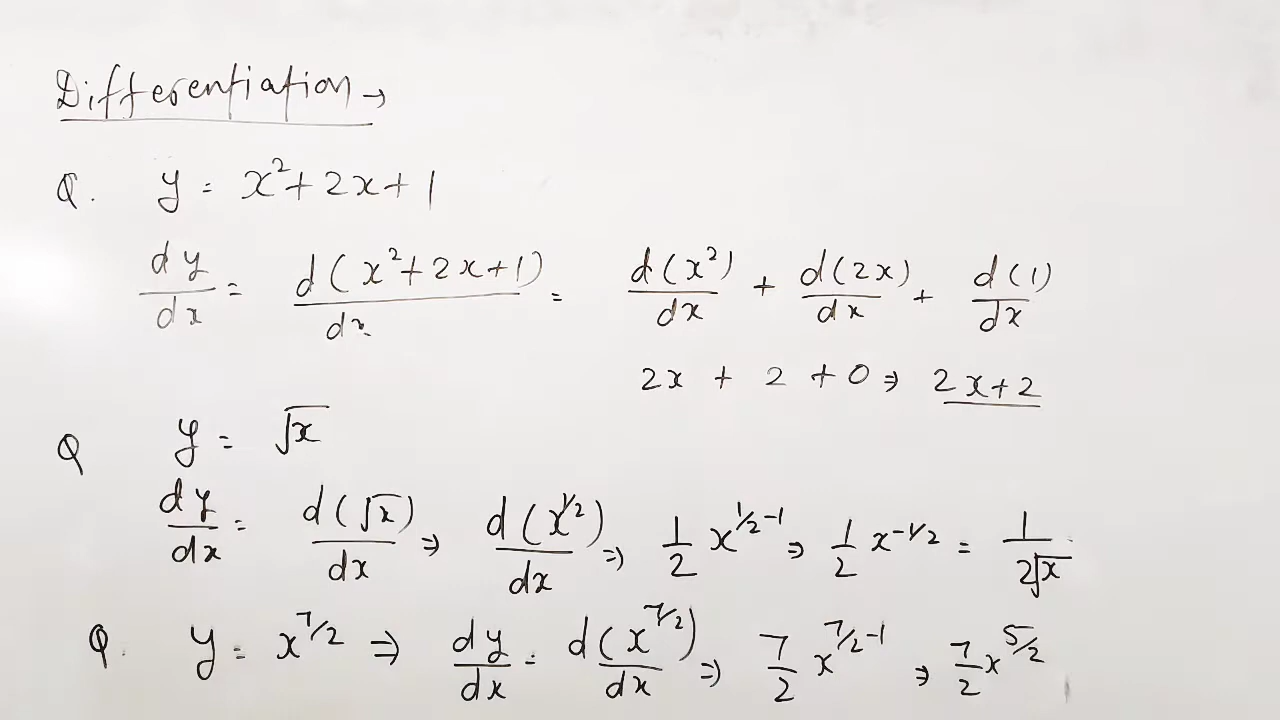 Differentiation →
Q. y = x² + 2x + 1
dy/dx = d(x² + 2x + 1)/dx = d(x²)/dx + d(2x)/dx + d(1)/dx
2x + 2 + 0 ⇒ 2x+2
Q y = √x
dy/dx = d(√x)/dx ⇒ d(x^1/2)/dx ⇒ 1/2 x^1/2-1 ⇒ 1/2 x^-1/2 = 1/2√x
Q. y = x^7/2 ⇒ dy/dx = d(x^7/2)/dx ⇒ 7/2 x^7/2-1 ⇒ 7/2 x^5/2